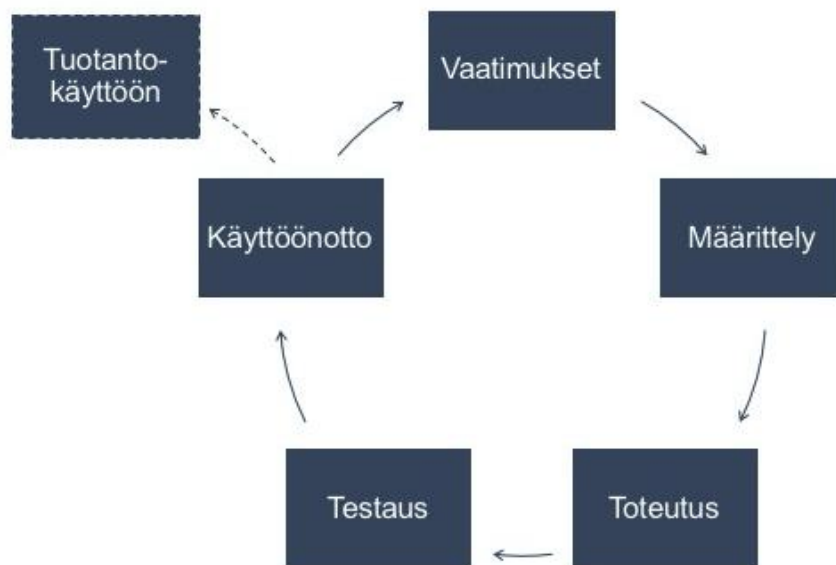 Tuotanto-
käyttöön
Vaatimukset
Käyttöönotto
Määrittely
Testaus
Toteutus